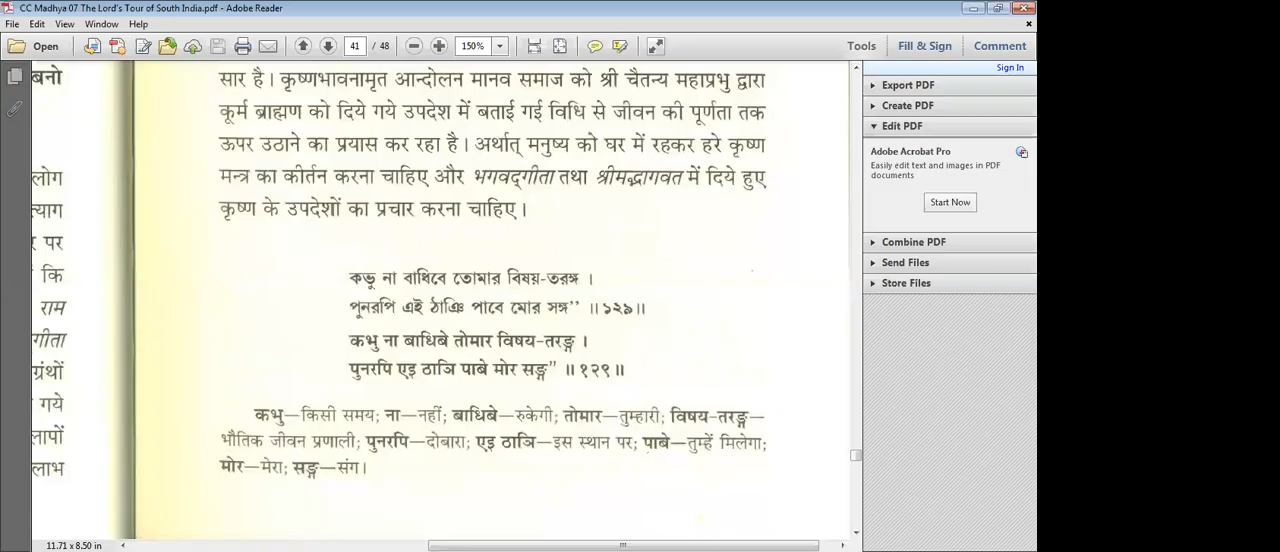 CC Madhya 07 The Lord's Tour of South India.pdf - Adobe Reader
File Edit View Window Help
Open 41 / 48 150% Tools Fill & Sign Comment
Sign In
Export PDF
Create PDF
Edit PDF
Adobe Acrobat Pro
Easily edit text and images in PDF
documents
Start Now
Combine PDF
Send Files
Store Files
बनो
लोग
त्याग
र पर
कि
राम
गीता
ग्रंथों
गये
लापों
लाभ
सार है। कृष्णभावनामृत आन्दोलन मानव समाज को श्री चैतन्य महाप्रभु द्वारा
कूर्म ब्राह्मण को दिये गये उपदेश में बताई गई विधि से जीवन की पूर्णता तक
ऊपर उठाने का प्रयास कर रहा है। अर्थात् मनुष्य को घर में रहकर हरे कृष्ण
मन्त्र का कीर्तन करना चाहिए और भगवद्गीता तथा श्रीमद्भागवत में दिये हुए
कृष्ण के उपदेशों का प्रचार करना चाहिए।
কভু না বাধিবে তোমার বিষয়-তরঙ্গ ।
পুনরপি এই ঠাঞি পাবে মোর সঙ্গ” ॥ ১২৯॥
कभु ना बाधिबे तोमार विषय-तरङ्ग ।
पुनरपि एइ ठाञि पाबे मोर सङ्ग” ॥ १२९॥
कभु—किसी समय; ना—नहीं; बाधिबे—रुकेगी; तोमार—तुम्हारी; विषय-तरङ्ग—
भौतिक जीवन प्रणाली; पुनरपि—दोबारा; एइ ठाञि—इस स्थान पर; पाबे—तुम्हें मिलेगा;
मोर—मेरा; सङ्ग—संग।
11.71 x 8.50 in